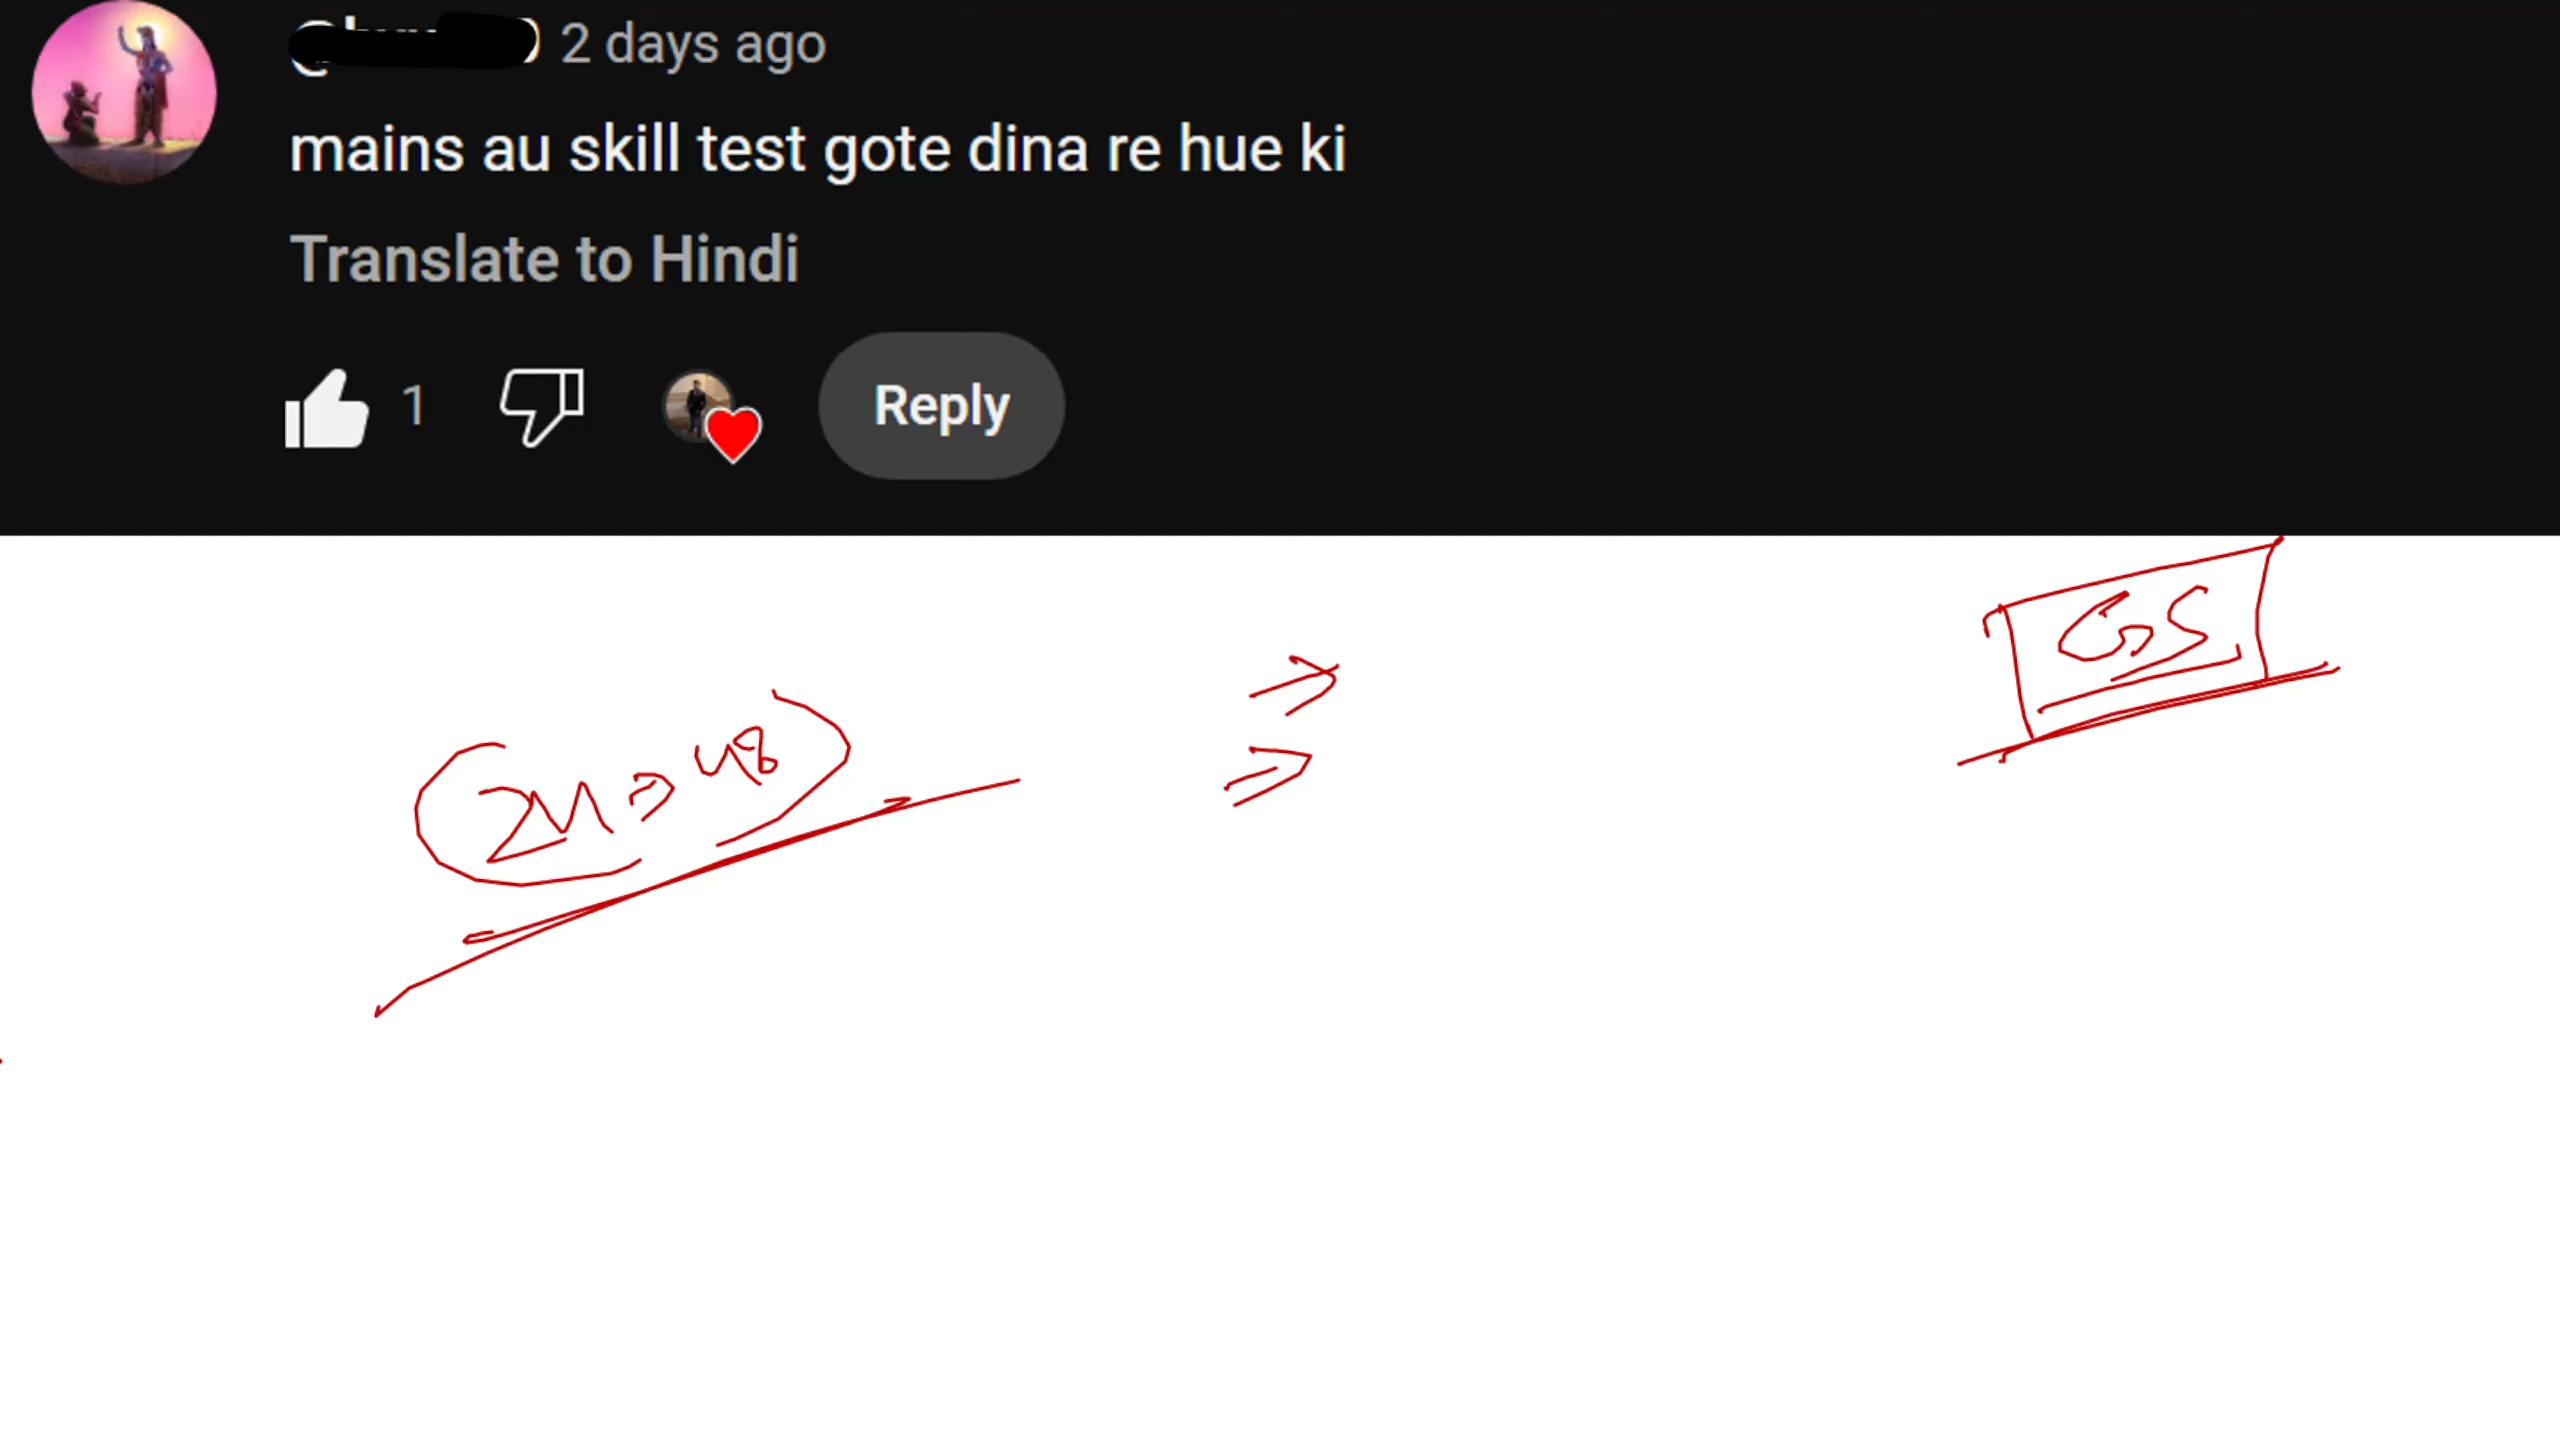 2 days ago
mains au skill test gote dina re hue ki
Translate to Hindi
1
Reply
GS
48